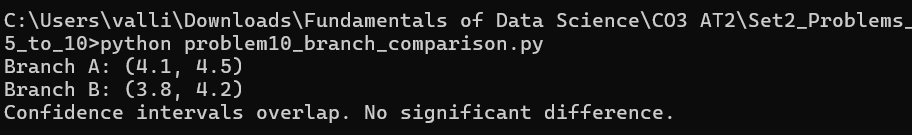 C:\Users\valli\Downloads\Fundamentals of Data Science\CO3 AT2\Set2_Problems_
5_to_10>python problem10_branch_comparison.py
Branch A: (4.1, 4.5)
Branch B: (3.8, 4.2)
Confidence intervals overlap. No significant difference.